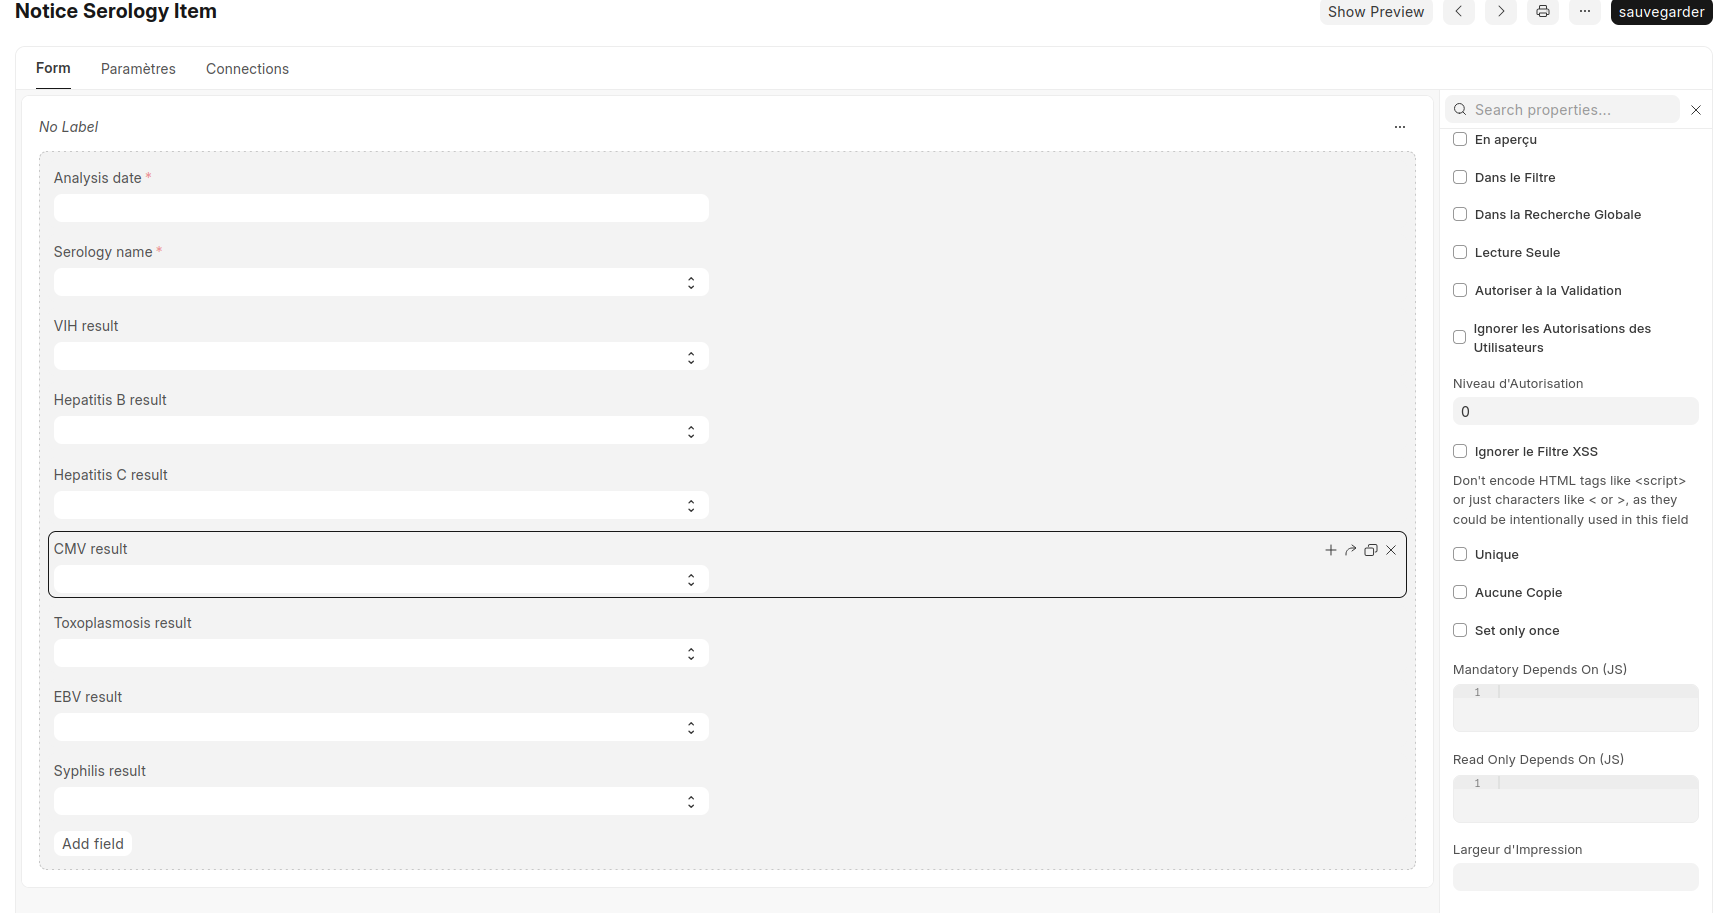 Notice Serology Item
Show Preview
sauvegarder
Form
Paramètres
Connections
No Label
Analysis date *
Serology name *
VIH result
Hepatitis B result
Hepatitis C result
CMV result
Toxoplasmosis result
EBV result
Syphilis result
Add field
Search properties...
En aperçu
Dans le Filtre
Dans la Recherche Globale
Lecture Seule
Autoriser à la Validation
Ignorer les Autorisations des
Utilisateurs
Niveau d'Autorisation
0
Ignorer le Filtre XSS
Don't encode HTML tags like <script>
or just characters like < or >, as they
could be intentionally used in this field
Unique
Aucune Copie
Set only once
Mandatory Depends On (JS)
1
Read Only Depends On (JS)
1
Largeur d'Impression